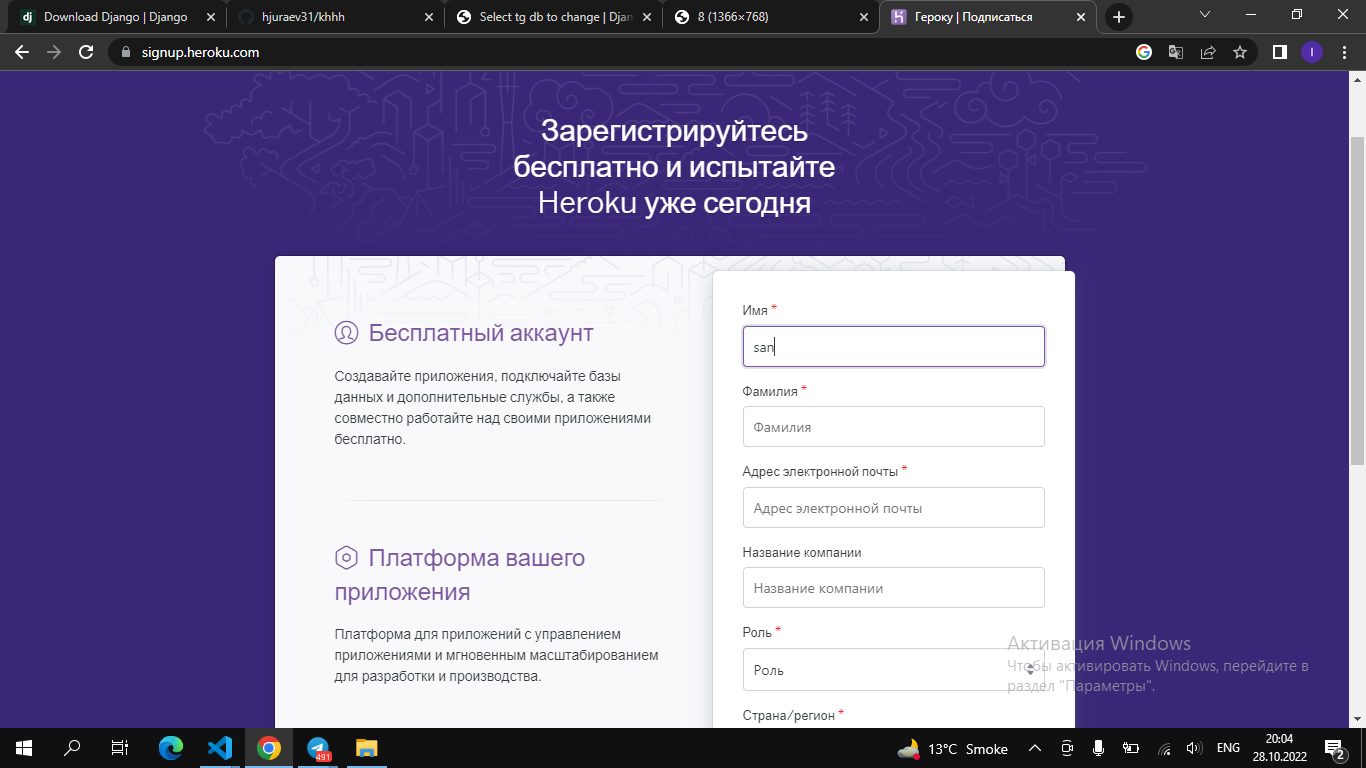 Download Django | Django
hjuraev31/khhh
Select tg db to change | Djan
8 (1366×768)
Героку | Подписаться
signup.heroku.com
I
Зарегистрируйтесь
бесплатно и испытайте
Heroku уже сегодня
Бесплатный аккаунт
Создавайте приложения, подключайте базы
данных и дополнительные службы, а также
совместно работайте над своими приложениями
бесплатно.
Платформа вашего
приложения
Платформа для приложений с управлением
приложениями и мгновенным масштабированием
для разработки и производства.
Имя *
san
Фамилия *
Фамилия
Адрес электронной почты *
Адрес электронной почты
Название компании
Название компании
Роль *
Роль
Страна/регион *
Активация Windows
Чтобы активировать Windows, перейдите в
раздел "Параметры".
491
13°C Smoke
ENG
20:04
28.10.2022
2